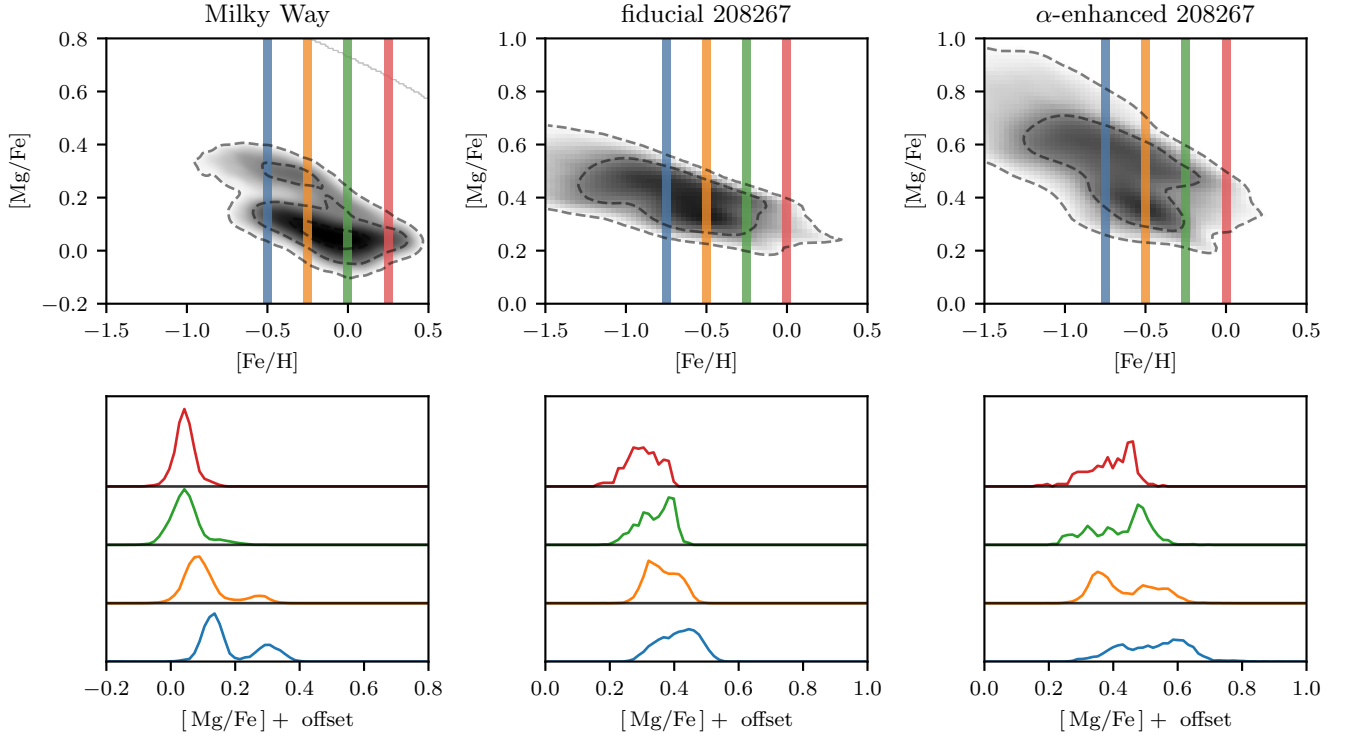 Milky Way
fiducial 208267
α-enhanced 208267
0.8
0.6
0.4
0.2
0.0
−0.2
[Mg/Fe]
−1.5 −1.0 −0.5 0.0 0.5
[Fe/H]
1.0
0.8
0.6
0.4
0.2
0.0
[Mg/Fe]
−1.5 −1.0 −0.5 0.0 0.5
[Fe/H]
1.0
0.8
0.6
0.4
0.2
0.0
[Mg/Fe]
−1.5 −1.0 −0.5 0.0 0.5
[Fe/H]
−0.2 0.0 0.2 0.4 0.6 0.8
[Mg/Fe] + offset
0.0 0.2 0.4 0.6 0.8 1.0
[Mg/Fe] + offset
0.0 0.2 0.4 0.6 0.8 1.0
[Mg/Fe] + offset